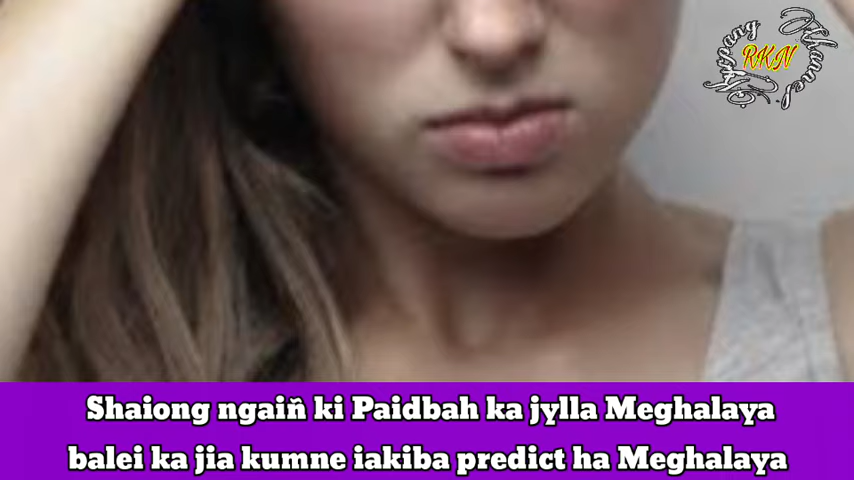 RKN
Shaiong ngaiñ ki Paidbah ka jylla Meghalaya
balei ka jia kumne iakiba predict ha Meghalaya